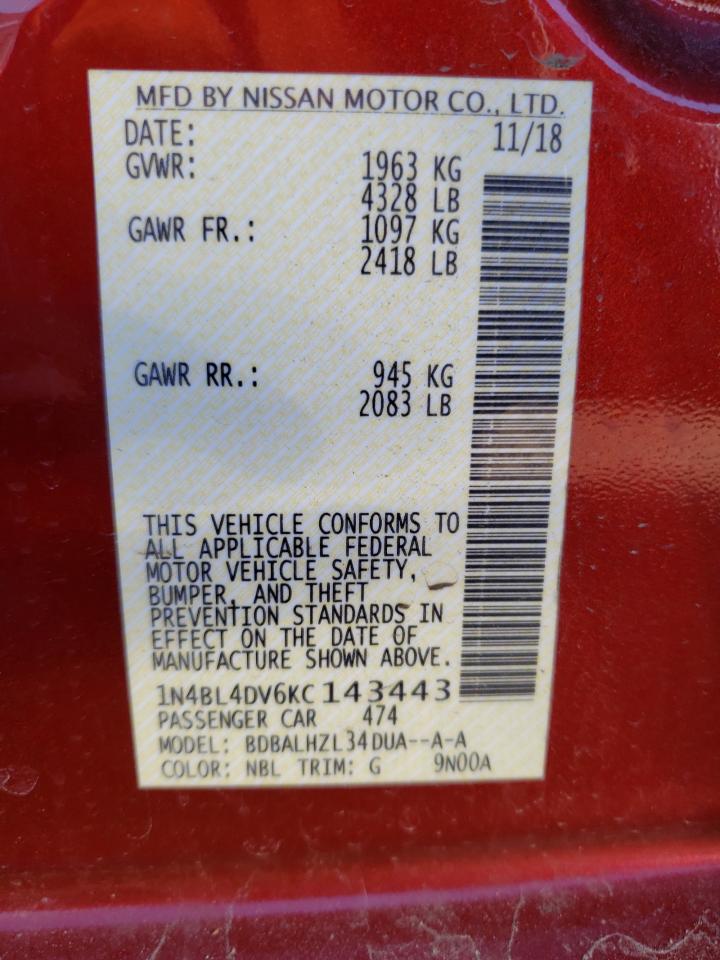 MFD BY NISSAN MOTOR CO., LTD.
DATE: 11/18
GVWR: 1963 KG
4328 LB
GAWR FR.: 1097 KG
2418 LB
GAWR RR.: 945 KG
2083 LB
THIS VEHICLE CONFORMS TO
ALL APPLICABLE FEDERAL
MOTOR VEHICLE SAFETY,
BUMPER, AND THEFT
PREVENTION STANDARDS IN
EFFECT ON THE DATE OF
MANUFACTURE SHOWN ABOVE.
1N4BL4DV6KC143443
PASSENGER CAR 474
MODEL: BDBALHZL34DUA--A-A
COLOR: NBL TRIM: G 9N00A